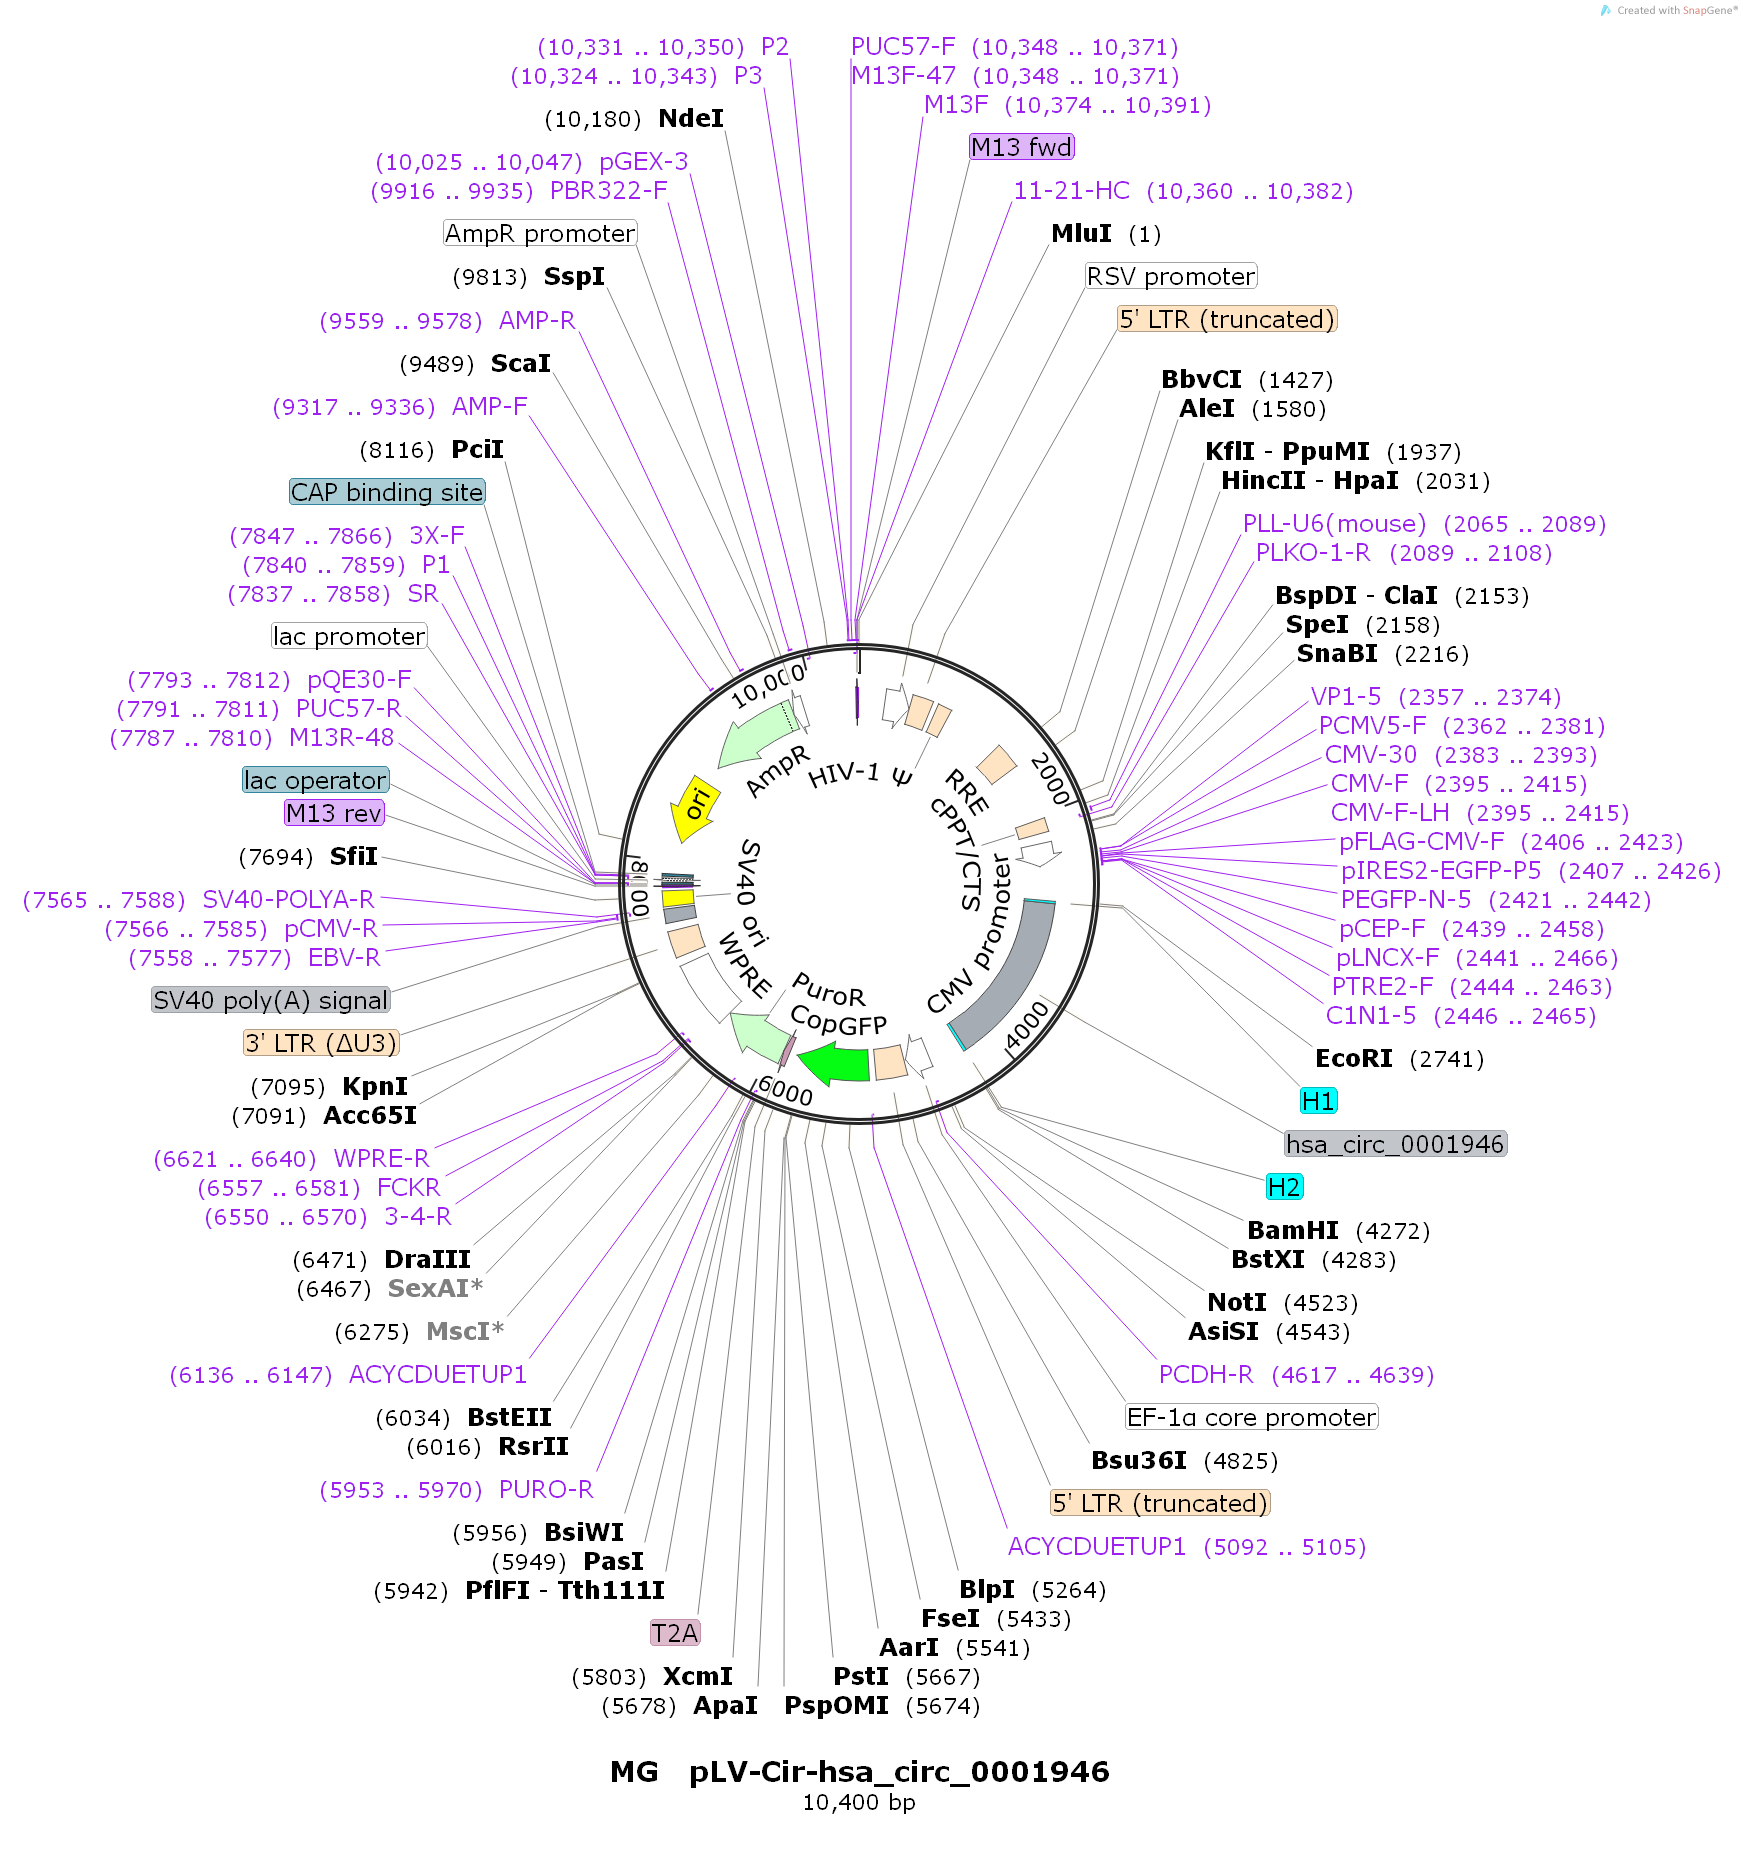 Created with SnapGene®
(10,331 .. 10,350) P2
(10,324 .. 10,343) P3
(10,180) NdeI
(10,025 .. 10,047) pGEX-3
(9916 .. 9935) PBR322-F
AmpR promoter
(9813) SspI
(9559 .. 9578) AMP-R
(9489) ScaI
(9317 .. 9336) AMP-F
(8116) PciI
CAP binding site
(7847 .. 7866) 3X-F
(7840 .. 7859) P1
(7837 .. 7858) SR
lac promoter
(7793 .. 7812) pQE30-F
(7791 .. 7811) PUC57-R
(7787 .. 7810) M13R-48
lac operator
M13 rev
(7694) SfiI
(7565 .. 7588) SV40-POLYA-R
(7566 .. 7585) pCMV-R
(7558 .. 7577) EBV-R
SV40 poly(A) signal
3' LTR (ΔU3)
(7095) KpnI
(7091) Acc65I
(6621 .. 6640) WPRE-R
(6557 .. 6581) FCKR
(6550 .. 6570) 3-4-R
(6471) DraIII
(6467) SexAI*
(6275) MscI*
(6136 .. 6147) ACYCDUETUP1
(6034) BstEII
(6016) RsrII
(5953 .. 5970) PURO-R
(5956) BsiWI
(5949) PasI
(5942) PflFI - Tth111I
T2A
(5803) XcmI
(5678) ApaI
PUC57-F (10,348 .. 10,371)
M13F-47 (10,348 .. 10,371)
M13F (10,374 .. 10,391)
M13 fwd
11-21-HC (10,360 .. 10,382)
MluI (1)
RSV promoter
5' LTR (truncated)
BbvCI (1427)
AleI (1580)
KflI - PpuMI (1937)
HincII - HpaI (2031)
PLL-U6(mouse) (2065 .. 2089)
PLKO-1-R (2089 .. 2108)
BspDI - ClaI (2153)
SpeI (2158)
SnaBI (2216)
VP1-5 (2357 .. 2374)
PCMV5-F (2362 .. 2381)
CMV-30 (2383 .. 2393)
CMV-F (2395 .. 2415)
CMV-F-LH (2395 .. 2415)
pFLAG-CMV-F (2406 .. 2423)
pIRES2-EGFP-P5 (2407 .. 2426)
PEGFP-N-5 (2421 .. 2442)
pCEP-F (2439 .. 2458)
pLNCX-F (2441 .. 2466)
PTRE2-F (2444 .. 2463)
C1N1-5 (2446 .. 2465)
EcoRI (2741)
H1
hsa_circ_0001946
H2
BamHI (4272)
BstXI (4283)
NotI (4523)
AsiSI (4543)
PCDH-R (4617 .. 4639)
EF-1α core promoter
Bsu36I (4825)
5' LTR (truncated)
ACYCDUETUP1 (5092 .. 5105)
BlpI (5264)
FseI (5433)
AarI (5541)
PstI (5667)
PspOMI (5674)
2000
4000
6000
8000
10,000
HIV-1 Ψ
RRE
cPPT/CTS
CMV promoter
CopGFP
PuroR
WPRE
SV40 ori
ori
AmpR
MG pLV-Cir-hsa_circ_0001946
10,400 bp